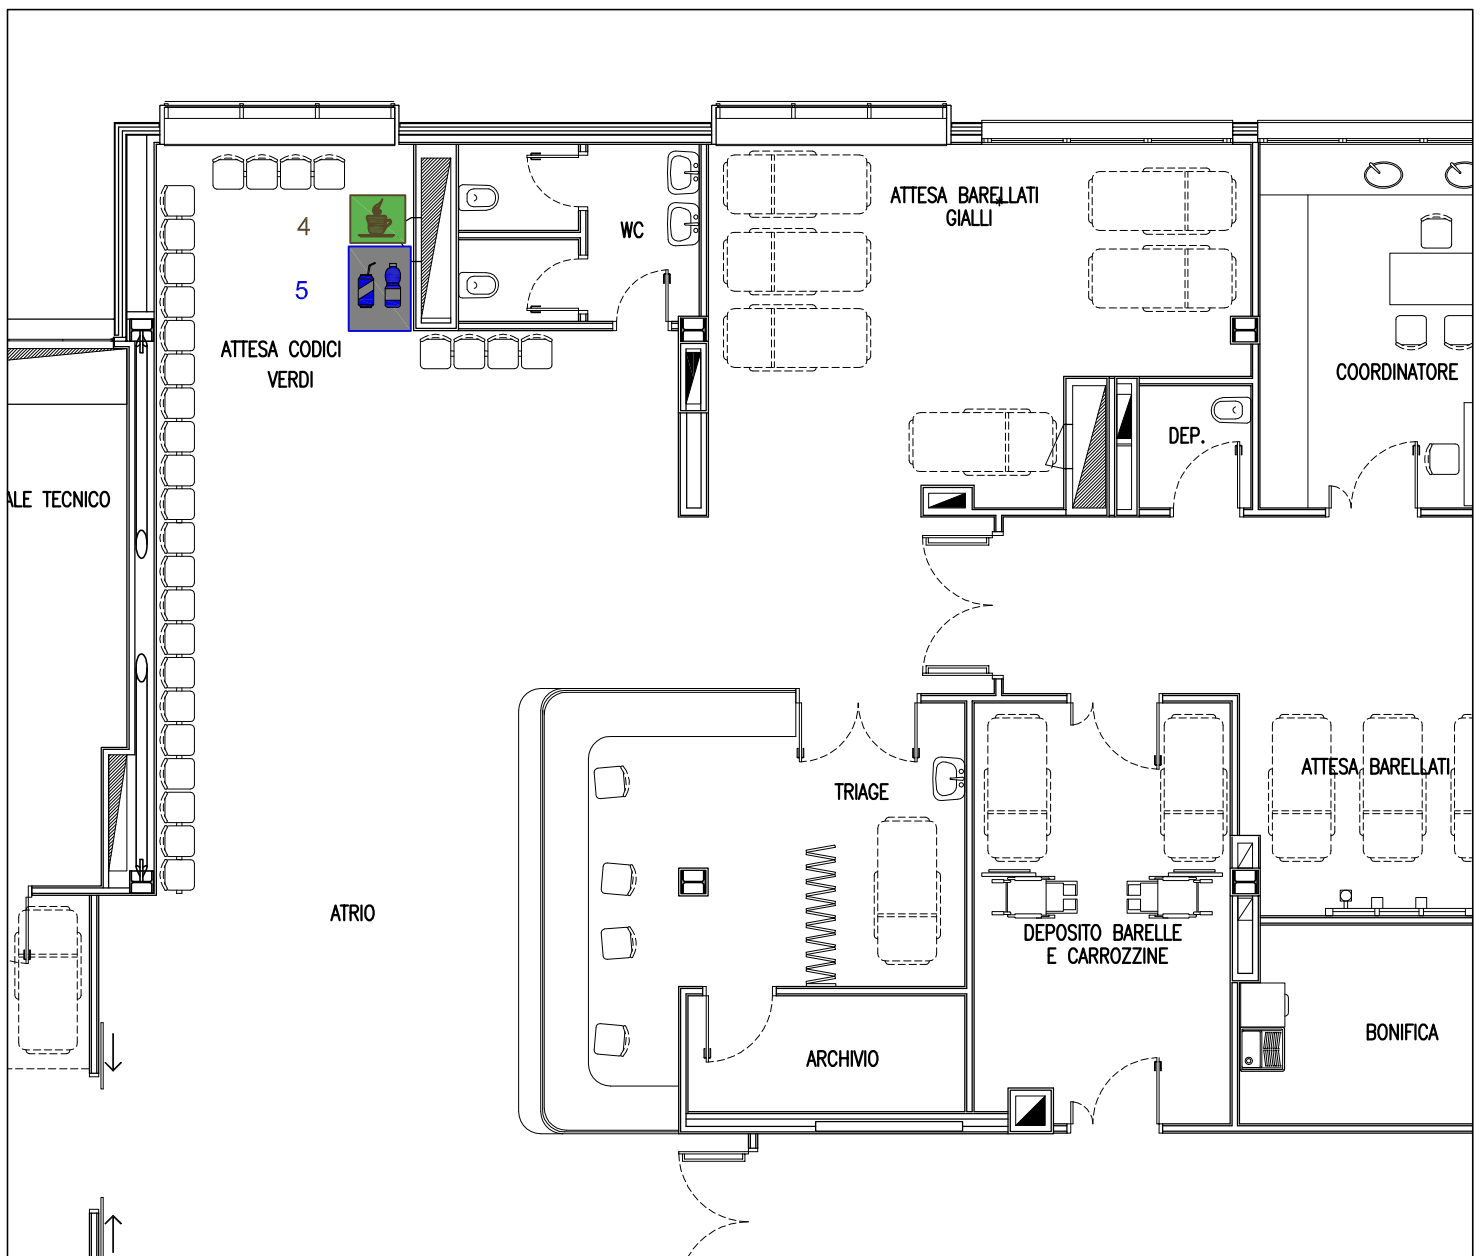 ATTESA BARELLATI
GIALLI
4
WC
5
ATTESA CODICI
VERDI
COORDINATORE
DEP.
TECNICO
ATTESA BARELLATI
TRIAGE
ATRIO
DEPOSITO BARELLE
E CARROZZINE
BONIFICA
ARCHIVIO